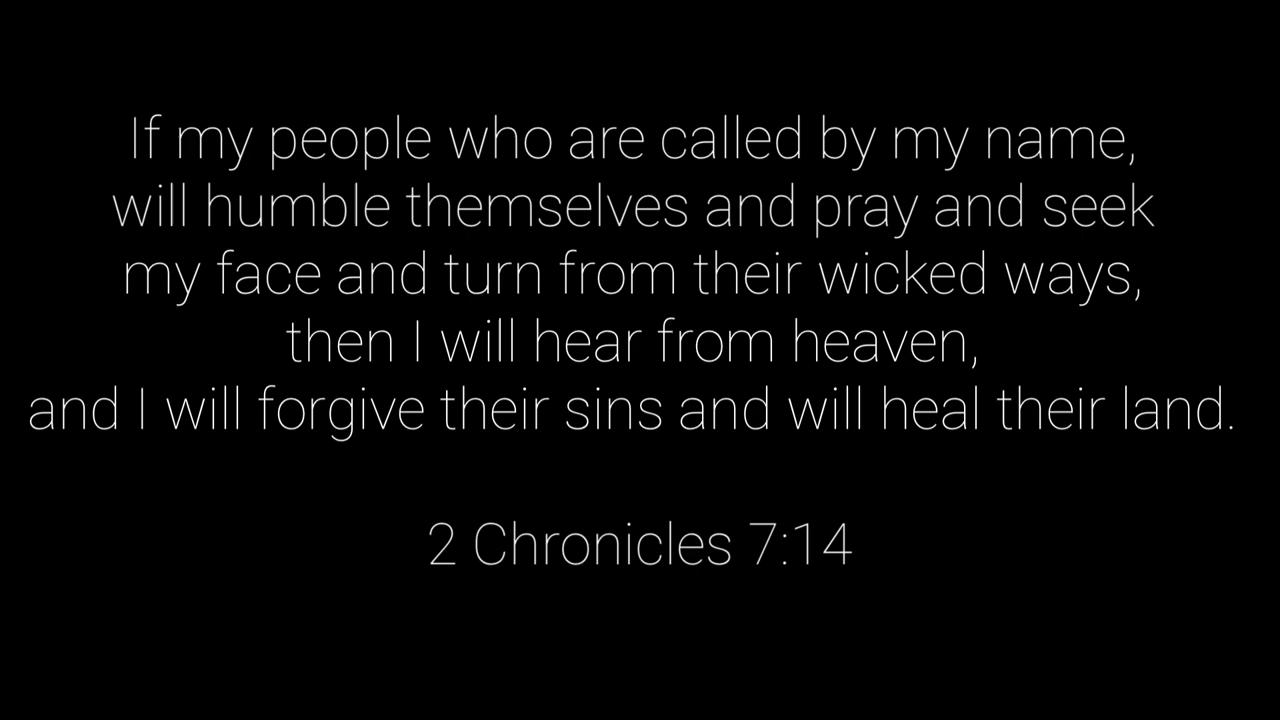 If my people who are called by my name,
will humble themselves and pray and seek
my face and turn from their wicked ways,
then I will hear from heaven,
and I will forgive their sins and will heal their land.
2 Chronicles 7:14